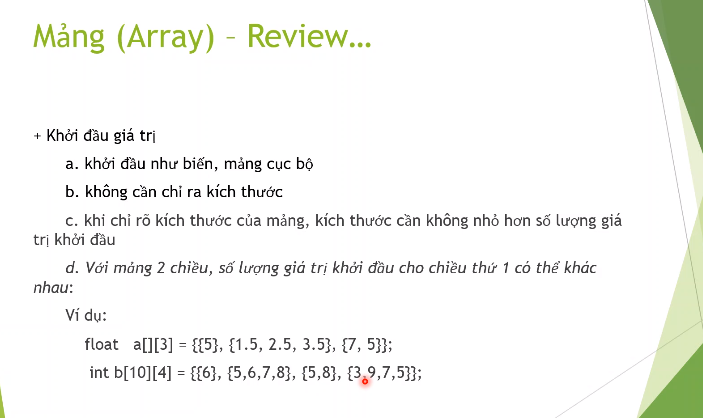 Mảng (Array) – Review…
+ Khởi đầu giá trị
a. khởi đầu như biến, mảng cục bộ
b. không cần chỉ ra kích thước
c. khi chỉ rõ kích thước của mảng, kích thước cần không nhỏ hơn số lượng giá
trị khởi đầu
d. Với mảng 2 chiều, số lượng giá trị khởi đầu cho chiều thứ 1 có thể khác
nhau:
Ví dụ:
float a[][3] = {{5}, {1.5, 2.5, 3.5}, {7, 5}};
int b[10][4] = {{6}, {5,6,7,8}, {5,8}, {3,9,7,5}};